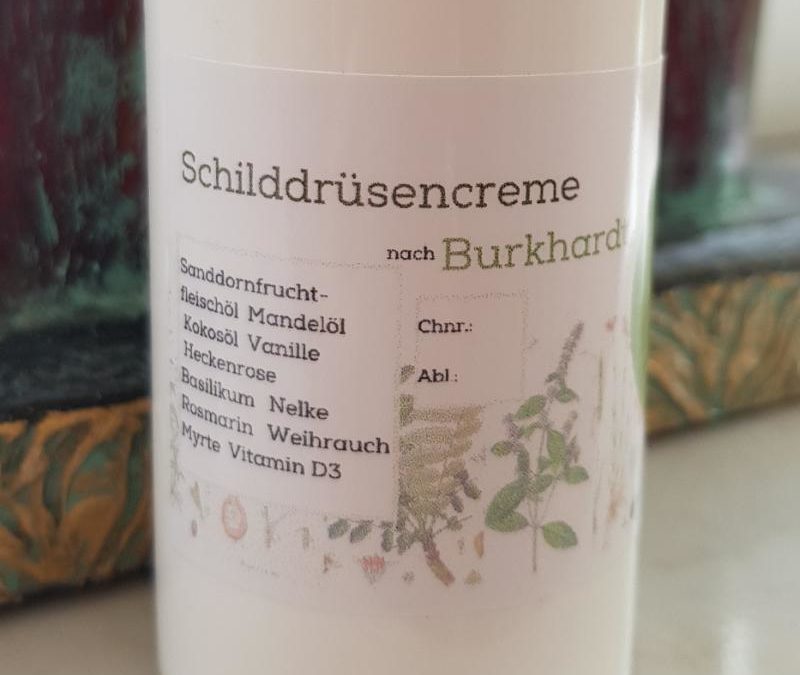 Schilddrüsencreme
nach Burkhardt
Sanddornfrucht-
fleischöl Mandelöl
Kokosöl Vanille
Heckenrose
Basilikum Nelke
Rosmarin Weihrauch
Myrte Vitamin D3
Chnr.:
Abl.: